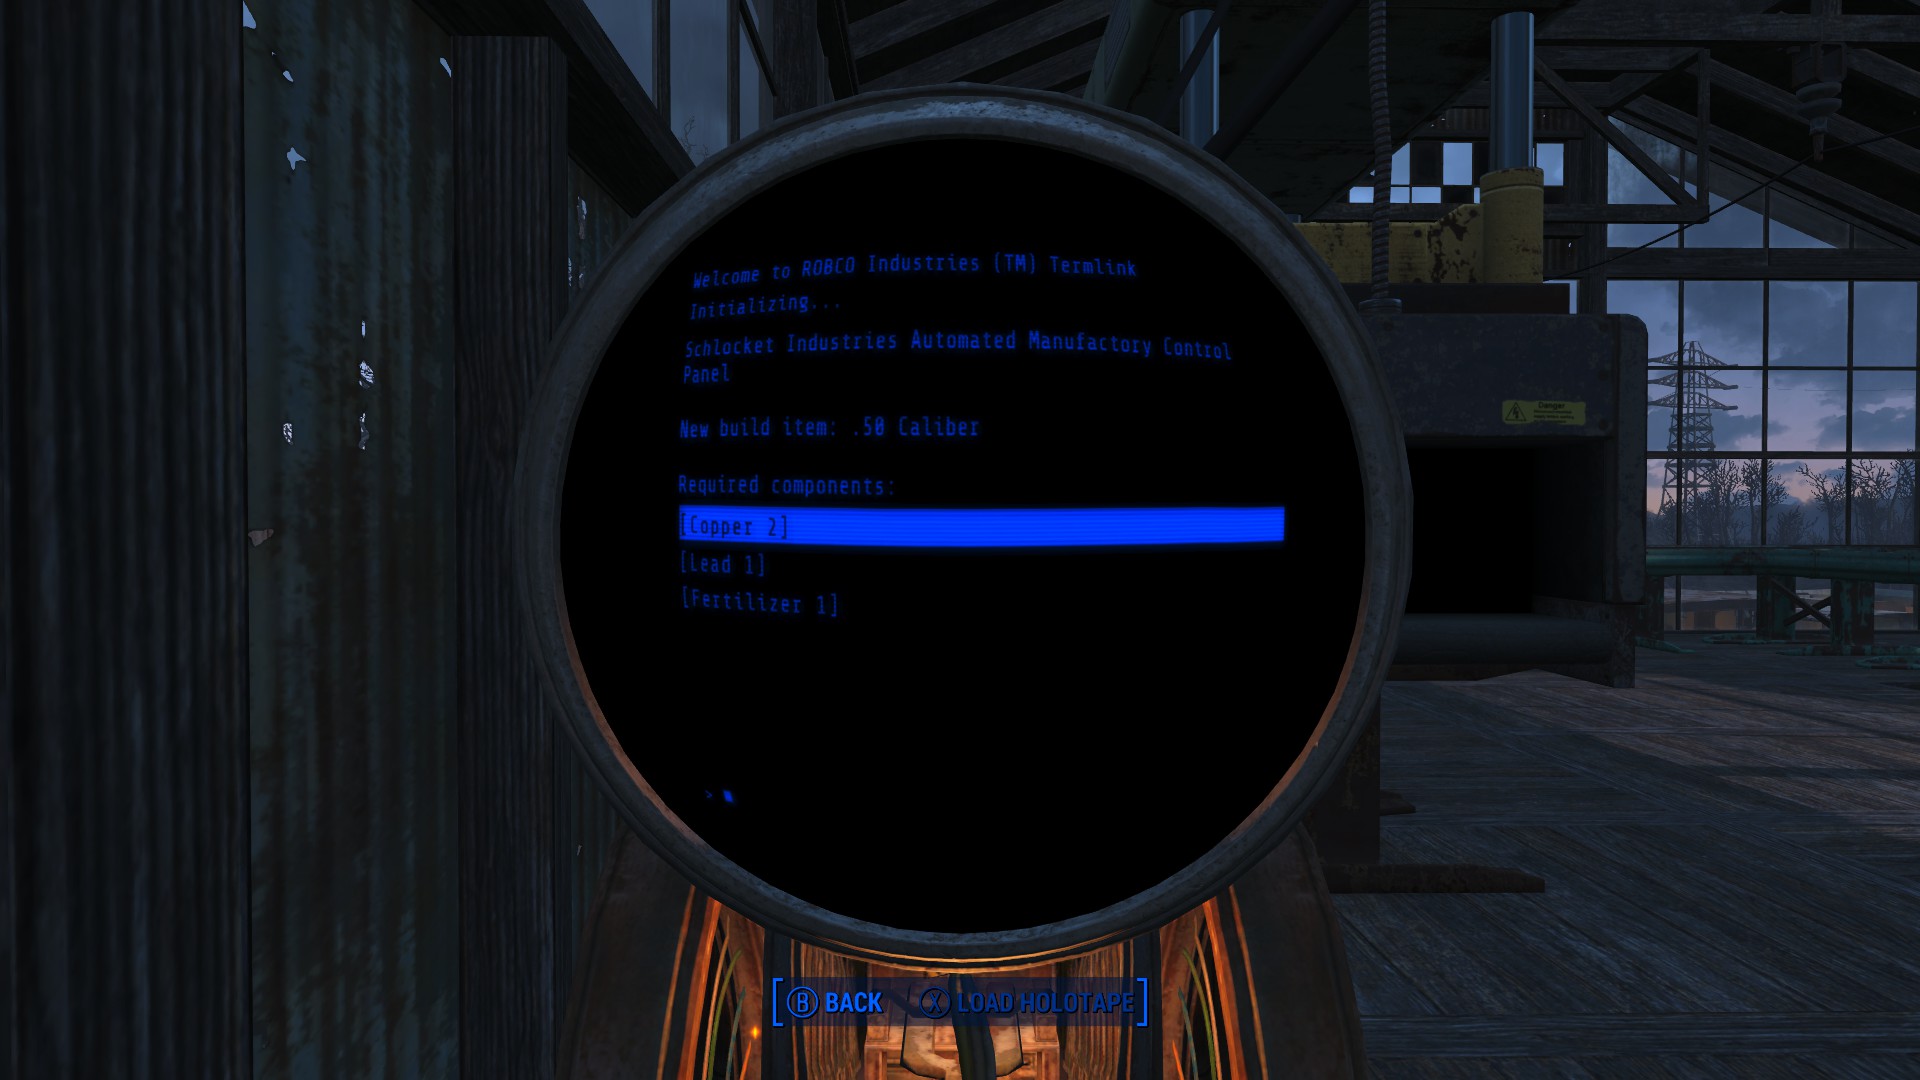 Welcome to ROBCO Industries (TM) Termlink
Initializing...
Schlocket Industries Automated Manufactory Control
Panel
New build item: .50 Caliber
Required components:
[Copper 2]
[Lead 1]
[Fertilizer 1]
>
Danger
[Ⓑ BACK Ⓧ LOAD HOLOTAPE]